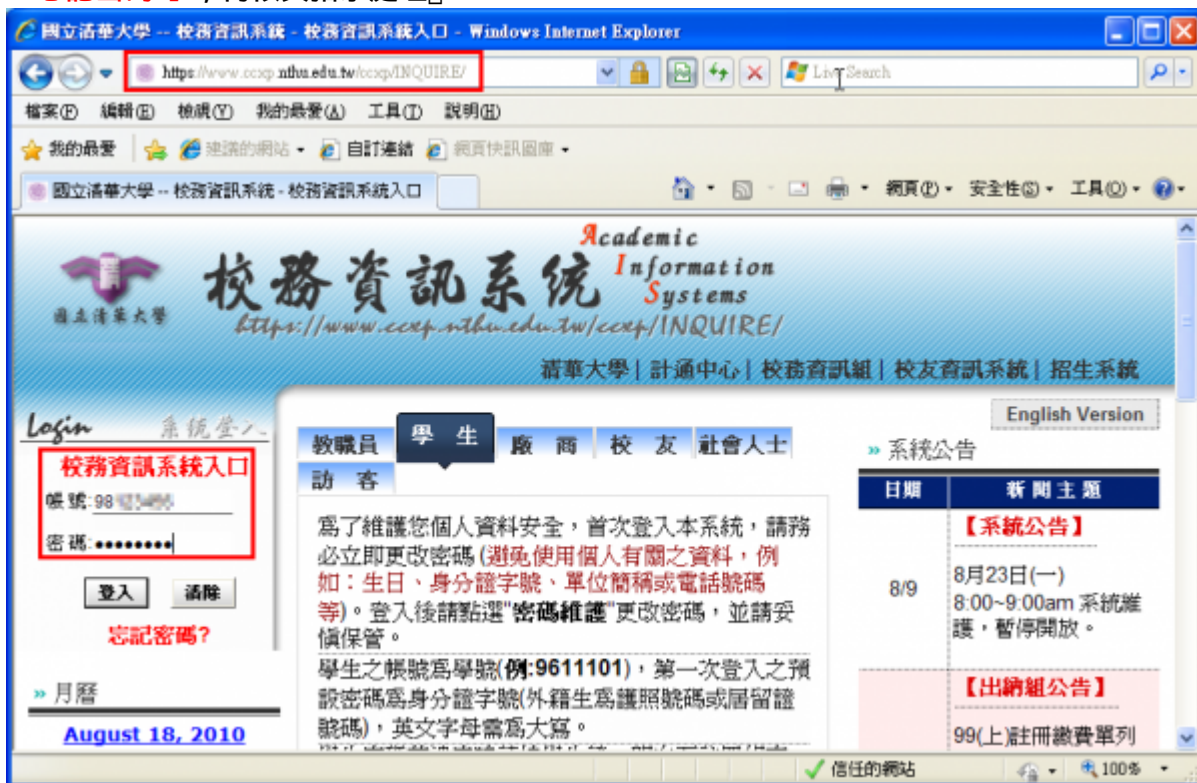 國立清華大學 -- 校務資訊系統 - 校務資訊系統入口 - Windows Internet Explorer
https://www.ccxp.nthu.edu.tw/ccxp/INQUIRE/
Live Search
檔案(F) 編輯(E) 檢視(V) 我的最愛(A) 工具(T) 說明(H)
我的最愛 建議的網站 自訂連結 網頁快訊圖庫
國立清華大學 -- 校務資訊系統 - 校務資訊系統入口
網頁(P) 安全性(S) 工具(O)
國立清華大學
校務資訊系統
Academic
Information
Systems
https://www.ccxp.nthu.edu.tw/ccxp/INQUIRE/
清華大學 | 計通中心 | 校務資訊組 | 校友資訊系統 | 招生系統
Login 系統登入
校務資訊系統入口
帳號: 98
密碼: ••••••••
登入 清除
忘記密碼?
» 月曆
August 18, 2010
教職員 學 生 廠 商 校 友 社會人士
訪 客
為了維護您個人資料安全,首次登入本系統,請務
必立即更改密碼(避免使用個人有關之資料,例
如:生日、身分證字號、單位簡稱或電話號碼
等)。登入後請點選"密碼維護"更改密碼,並請妥
慎保管。
學生之帳號為學號(例:9611101),第一次登入之預
設密碼為身分證字號(外籍生為護照號碼或居留證
號碼),英文字母需為大寫。
English Version
» 系統公告
日期 新聞主題
【系統公告】
8/9
8月23日(一)
8:00~9:00am 系統維
護,暫停開放。
【出納組公告】
99(上)註冊繳費單列
信任的網站
100%